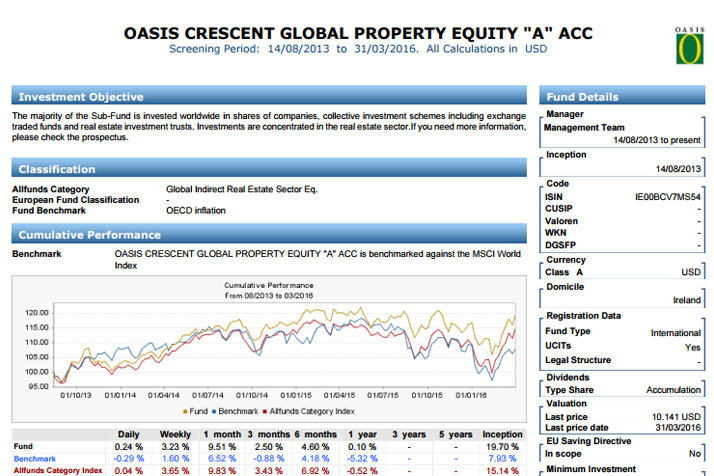 OASIS CRESCENT GLOBAL PROPERTY EQUITY "A" ACC
Screening Period: 14/08/2013 to 31/03/2016. All Calculations in USD
OASIS
Investment Objective
The majority of the Sub-Fund is invested worldwide in shares of companies, collective investment schemes including exchange
traded funds and real estate investment trusts. Investments are concentrated in the real estate sector.If you need more information,
please check the prospectus.
Classification
Allfunds Category Global Indirect Real Estate Sector Eq.
European Fund Classification -
Fund Benchmark OECD inflation
Cumulative Performance
Benchmark OASIS CRESCENT GLOBAL PROPERTY EQUITY "A" ACC is benchmarked against the MSCI World
Index
Cumulative Performance
From 08/2013 to 03/2016
120.00
115.00
110.00
105.00
100.00
95.00
01/10/13 01/01/14 01/04/14 01/07/14 01/10/14 01/01/15 01/04/15 01/07/15 01/10/15 01/01/16
Fund Benchmark Allfunds Category Index
Daily Weekly 1 month 3 months 6 months 1 year 3 years 5 years Inception
Fund 0.24 % 3.23 % 9.51 % 2.50 % 4.60 % 0.10 % - - 19.70 %
Benchmark -0.29 % 1.60 % 6.52 % -0.88 % 4.18 % -5.32 % - - 7.93 %
Allfunds Category Index 0.04 % 3.65 % 9.83 % 3.43 % 6.92 % -0.52 % - - 15.14 %
Fund Details
Manager
Management Team
14/08/2013 to present
Inception
14/08/2013
Code
ISIN IE00BCV7MS54
CUSIP -
Valoren -
WKN -
DGSFP -
Currency
Class A USD
Domicile
Ireland
Registration Data
Fund Type International
UCITs Yes
Legal Structure -
Dividends
Type Share Accumulation
Valuation
Last price 10.141 USD
Last price date 31/03/2016
EU Saving Directive
In scope No
Minimum Investment